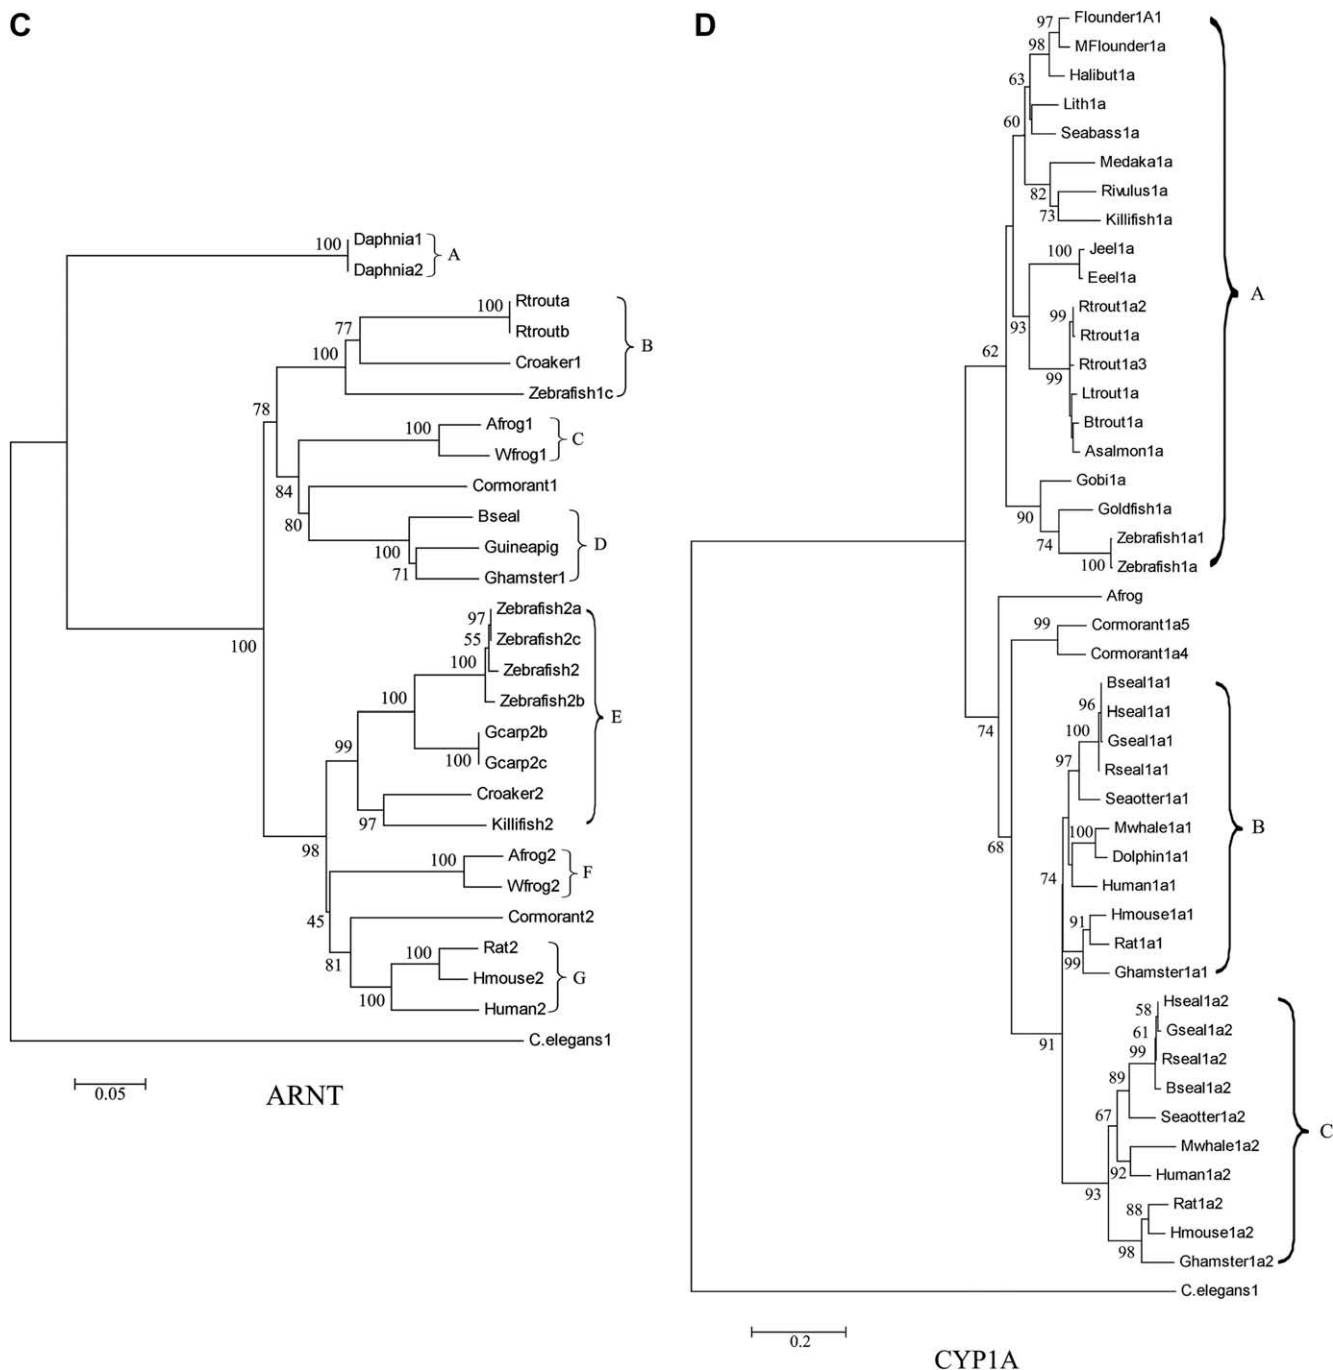 C
100
Daphnia1
Daphnia2
A
100
Rtrouta
Rtroutb
77
Croaker1
100
Zebrafish1c
B
78
100
Afrog1
Wfrog1
C
84
Cormorant1
80
Bseal
100
Guineapig
71
Ghamster1
D
100
97
Zebrafish2a
55
Zebrafish2c
100
Zebrafish2
Zebrafish2b
100
Gcarp2b
100
Gcarp2c
99
Croaker2
97
Killifish2
E
98
100
Afrog2
Wfrog2
F
45
Cormorant2
81
100
Rat2
Hmouse2
100
Human2
G
C.elegans1
0.05
ARNT
D
97
Flounder1A1
98
MFlounder1a
63
Halibut1a
Lith1a
60
Seabass1a
Medaka1a
82
Rivulus1a
73
Killifish1a
100
Jeel1a
Eeel1a
93
99
Rtrout1a2
Rtrout1a
Rtrout1a3
99
Ltrout1a
Btrout1a
Asalmon1a
62
Gobi1a
90
Goldfish1a
74
Zebrafish1a1
100
Zebrafish1a
A
Afrog
74
99
Cormorant1a5
Cormorant1a4
68
Bseal1a1
96
Hseal1a1
100
Gseal1a1
97
Rseal1a1
Seaotter1a1
100
Mwhale1a1
Dolphin1a1
74
Human1a1
91
Hmouse1a1
Rat1a1
99
Ghamster1a1
B
91
58
Hseal1a2
61
Gseal1a2
99
Rseal1a2
89
Bseal1a2
67
Seaotter1a2
Mwhale1a2
92
Human1a2
93
88
Rat1a2
Hmouse1a2
98
Ghamster1a2
C
C.elegans1
0.2
CYP1A